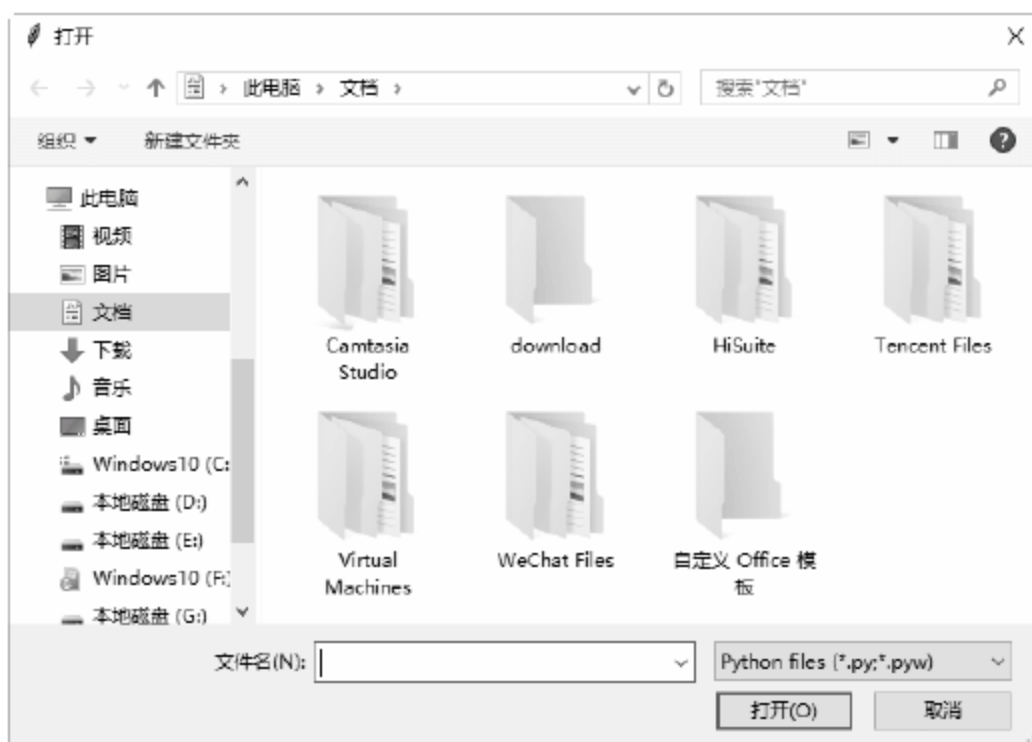 打开
此电脑 › 文档 ›
搜索"文档"
组织
新建文件夹
此电脑
视频
图片
文档
下载
音乐
桌面
Windows10 (C:
本地磁盘 (D:)
本地磁盘 (E:)
Windows10 (F:)
本地磁盘 (G:)
Camtasia
Studio
download
HiSuite
Tencent Files
Virtual
Machines
WeChat Files
自定义 Office 模
板
文件名(N):
Python files (*.py;*.pyw)
打开(O)
取消